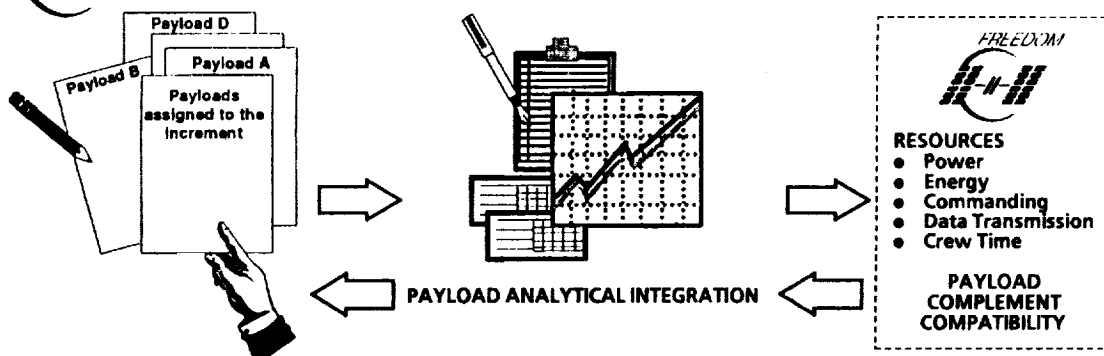 Payload D
Payload A
Payload B
Payloads
assigned to the
Increment
PAYLOAD ANALYTICAL INTEGRATION
FREEDOM
RESOURCES
● Power
● Energy
● Commanding
● Data Transmission
● Crew Time
PAYLOAD
COMPLEMENT
COMPATIBILITY